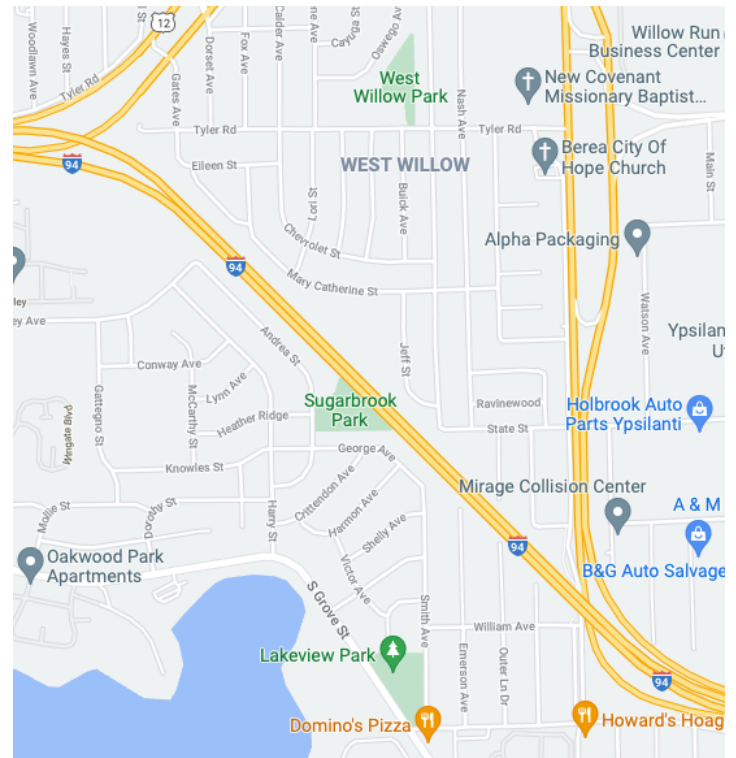 12
Woodlawn Ave
Hayes St
Tyler Rd
Gates Ave
Dorset Ave
Fox Ave
Calder Ave
Cayuga St
Oswego Ave
Willow Run
Business Center
West
Willow Park
New Covenant
Missionary Baptist...
Nash Ave
Tyler Rd
Tyler Rd
Berea City Of
Hope Church
94
Eileen St
WEST WILLOW
Main St
Lori St
Buick Ave
Chevrolet St
Alpha Packaging
94
Mary Catherine St
ley
ey Ave
Watson Ave
Andrea St
Jeff St
Ypsilan
Conway Ave
Lynn Ave
McCarthy St
Gattegno St
Sugarbrook
Park
Ravinewood
Holbrook Auto
Parts Ypsilanti
Wingate Blvd
Heather Ridge
State St
George Ave
Knowles St
Mirage Collision Center
Crittendon Ave
Harmon Ave
Mollie St
Dorothy St
Harry St
Shelly Ave
A & M
94
Oakwood Park
Apartments
Victor Ave
B&G Auto Salvage
S Grove St
Smith Ave
William Ave
Lakeview Park
Emerson Ave
Outer Ln Dr
94
Domino's Pizza
Howard's Hoag